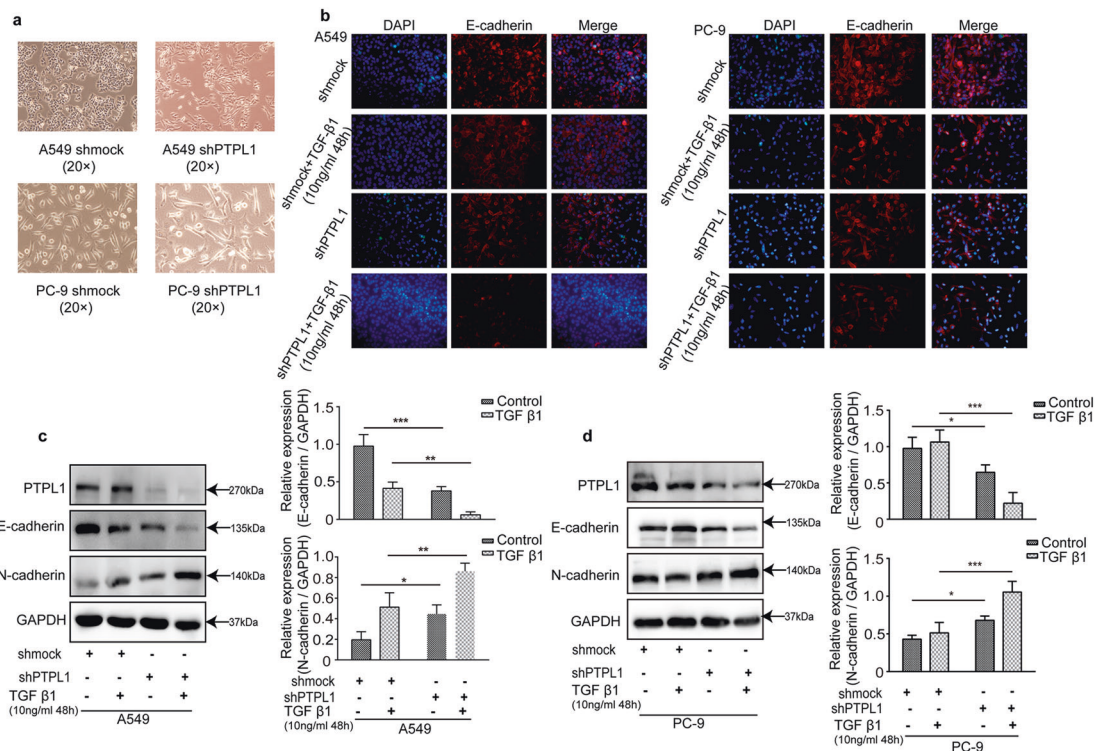 a
A549 shmock
(20×)
A549 shPTPL1
(20×)
PC-9 shmock
(20×)
PC-9 shPTPL1
(20×)
b
A549
DAPI
E-cadherin
Merge
shmock
shmock+TGF-β1
(10ng/ml 48h)
shPTPL1
shPTPL1+TGF-β1
(10ng/ml 48h)
PC-9
DAPI
E-cadherin
Merge
shmock
shmock+TGF-β1
(10ng/ml 48h)
shPTPL1
shPTPL1+TGF-β1
(10ng/ml 48h)
c
PTPL1
270kDa
E-cadherin
135kDa
N-cadherin
140kDa
GAPDH
37kDa
shmock + + - -
shPTPL1 - - + +
TGF β1 - + - +
(10ng/ml 48h)
A549
Relative expression
(E-cadherin / GAPDH)
1.5
1.0
0.5
0
***
**
Control
TGF β1
Relative expression
(N-cadherin / GAPDH)
1.0
0.8
0.6
0.4
0.2
0
*
**
Control
TGF β1
shmock + + - -
shPTPL1 - - + +
TGF β1 - + - +
(10ng/ml 48h)
A549
d
PTPL1
270kDa
E-cadherin
135kDa
N-cadherin
140kDa
GAPDH
37kDa
shmock + + - -
shPTPL1 - - + +
TGF β1 - + - +
(10ng/ml 48h)
PC-9
Relative expression
(E-cadherin / GAPDH)
1.5
1.0
0.5
0
*
***
Control
TGF β1
Relative expression
(N-cadherin / GAPDH)
1.5
1.0
0.5
0
*
***
Control
TGF β1
shmock + + - -
shPTPL1 - - + +
TGF β1 - + - +
(10ng/ml 48h)
PC-9